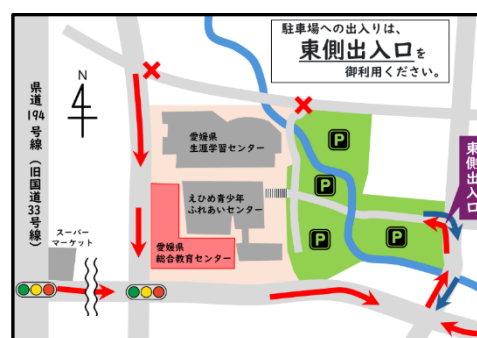 駐車場への出入りは、
東側出入口を
御利用ください。
N
県道194号線（旧国道33号線）
愛媛県
生涯学習センター
P
東側出入口
えひめ青少年
ふれあいセンター
P
スーパー
マーケット
愛媛県
総合教育センター
P
P